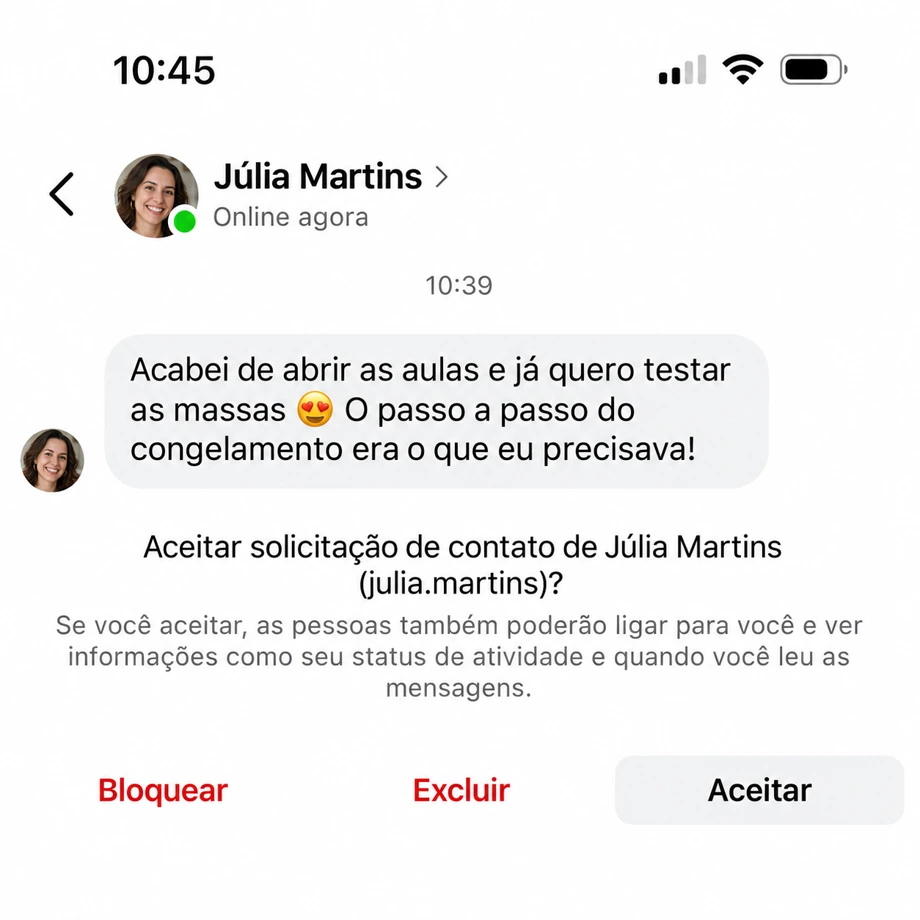 10:45
Júlia Martins
Online agora
10:39
Acabei de abrir as aulas e já quero testar
as massas 😍 O passo a passo do
congelamento era o que eu precisava!
Aceitar solicitação de contato de Júlia Martins
(julia.martins)?
Se você aceitar, as pessoas também poderão ligar para você e ver
informações como seu status de atividade e quando você leu as
mensagens.
Bloquear
Excluir
Aceitar